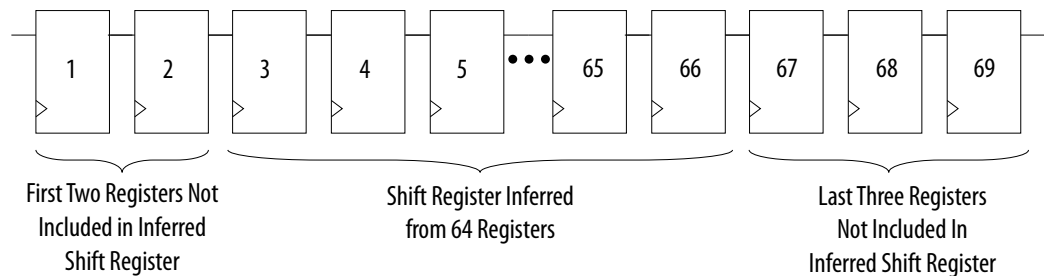 1 2 3 4 5 ••• 65 66 67 68 69
First Two Registers Not
Included in Inferred
Shift Register
Shift Register Inferred
from 64 Registers
Last Three Registers
Not Included In
Inferred Shift Register